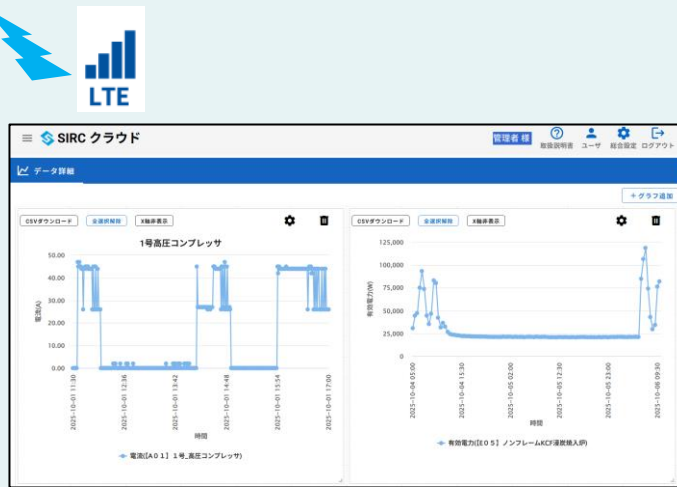 LTE
SIRC クラウド
管理者 様
取扱説明書 ユーザ 総合設定 ログアウト
データ詳細
+ グラフ追加
CSVダウンロード 全選択解除 X軸非表示
1号高圧コンプレッサ
電流(A)
50.00
40.00
30.00
20.00
10.00
0.00
2025-10-01 11:30
2025-10-01 12:36
2025-10-01 13:42
2025-10-01 14:48
2025-10-01 15:54
2025-10-01 17:00
時間
電流([A01] 1号_高圧コンプレッサ)
CSVダウンロード 全選択解除 X軸非表示
有効電力(W)
125,000
100,000
75,000
50,000
25,000
0
2025-10-04 05:00
2025-10-04 15:30
2025-10-05 02:00
2025-10-05 12:30
2025-10-05 23:00
2025-10-06 09:30
時間
有効電力([E05] ノンフレームKCF浸炭焼入炉)